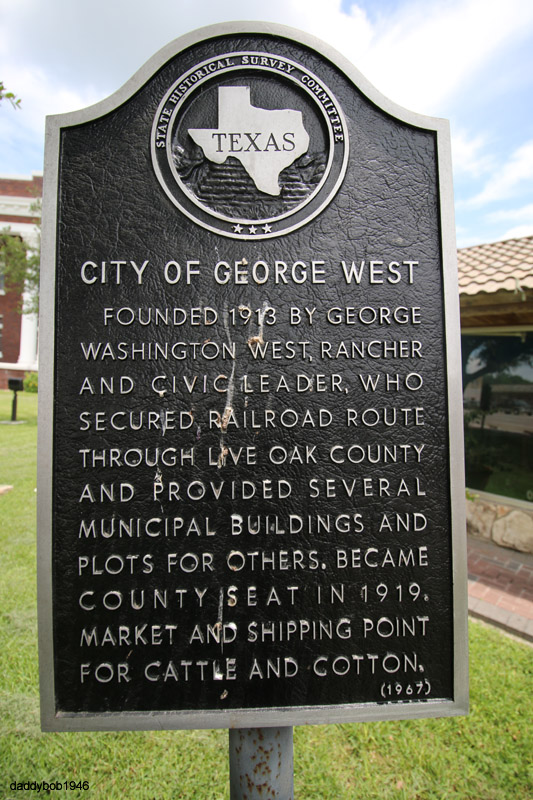 STATE HISTORICAL SURVEY COMMITTEE
TEXAS
CITY OF GEORGE WEST
FOUNDED 1913 BY GEORGE
WASHINGTON WEST, RANCHER
AND CIVIC LEADER, WHO
SECURED RAILROAD ROUTE
THROUGH LIVE OAK COUNTY
AND PROVIDED SEVERAL
MUNICIPAL BUILDINGS AND
PLOTS FOR OTHERS. BECAME
COUNTY SEAT IN 1919.
MARKET AND SHIPPING POINT
FOR CATTLE AND COTTON.
(1967)
daddybob1946